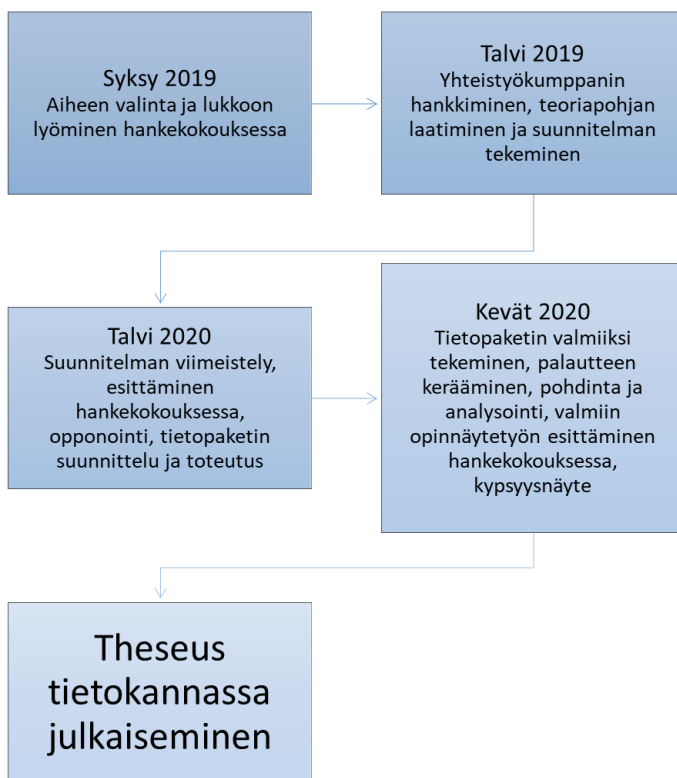 Syksy 2019
Aiheen valinta ja lukkoon
lyöminen hankekokouksessa
Talvi 2019
Yhteistyökumppanin
hankkiminen, teoriapohjan
laatiminen ja suunnitelman
tekeminen
Talvi 2020
Suunnitelman viimeistely,
esittäminen
hankekokouksessa,
opponointi, tietopaketin
suunnittelu ja toteutus
Kevät 2020
Tietopaketin valmiiksi
tekeminen, palautteen
kerääminen, pohdinta ja
analysointi, valmiin
opinnäytetyön esittäminen
hankekokouksessa,
kypsyysnäyte
Theseus
tietokannassa
julkaiseminen